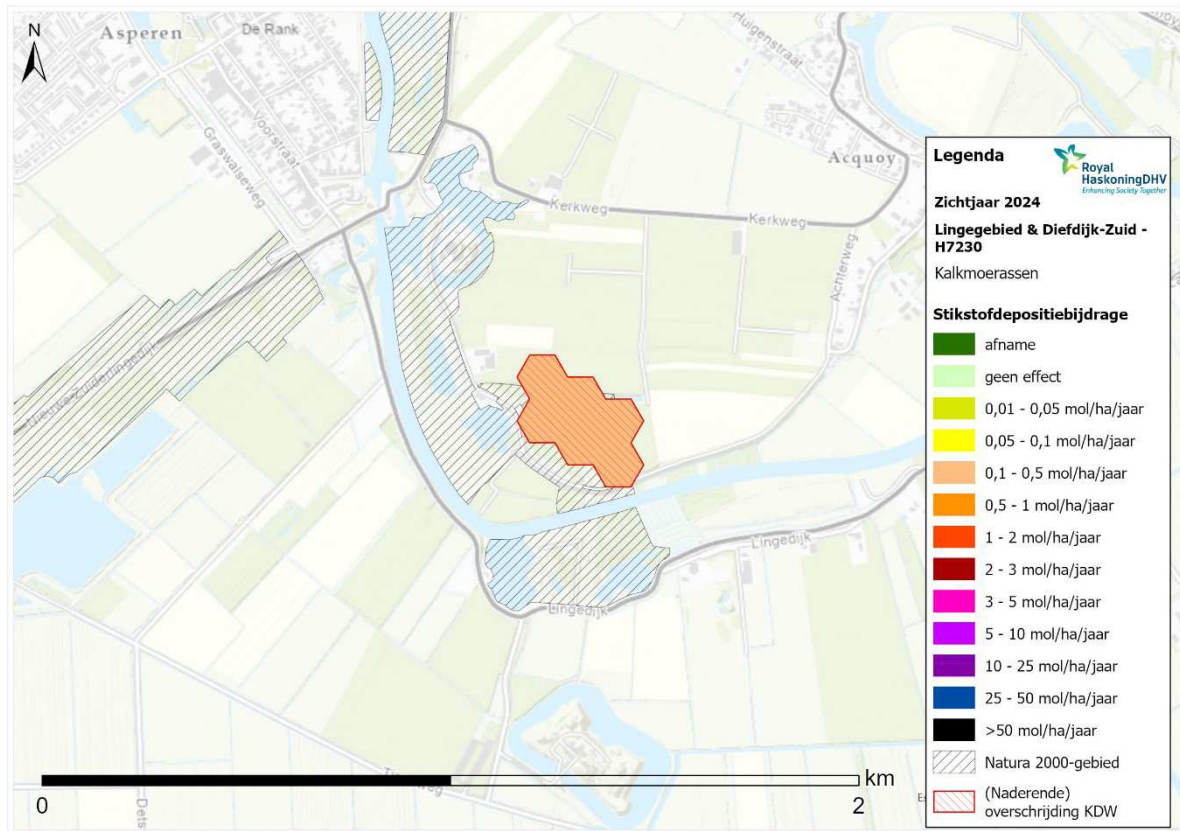 N
Asperen
De Rank
Voorstraat
Graswalseweg
Huigenstraat
Acquoy
Kerkweg
Kerkweg
Achterweg
Nieuwe Zuiderlingedijk
Lingedijk
Lingedijk
0
2
km
Legenda
Royal
HaskoningDHV
Enhancing Society Together
Zichtjaar 2024
Lingegebied & Diefdijk-Zuid -
H7230
Kalkmoerassen
Stikstofdepositiebijdrage
afname
geen effect
0,01 - 0,05 mol/ha/jaar
0,05 - 0,1 mol/ha/jaar
0,1 - 0,5 mol/ha/jaar
0,5 - 1 mol/ha/jaar
1 - 2 mol/ha/jaar
2 - 3 mol/ha/jaar
3 - 5 mol/ha/jaar
5 - 10 mol/ha/jaar
10 - 25 mol/ha/jaar
25 - 50 mol/ha/jaar
>50 mol/ha/jaar
Natura 2000-gebied
(Naderende)
overschrijding KDW